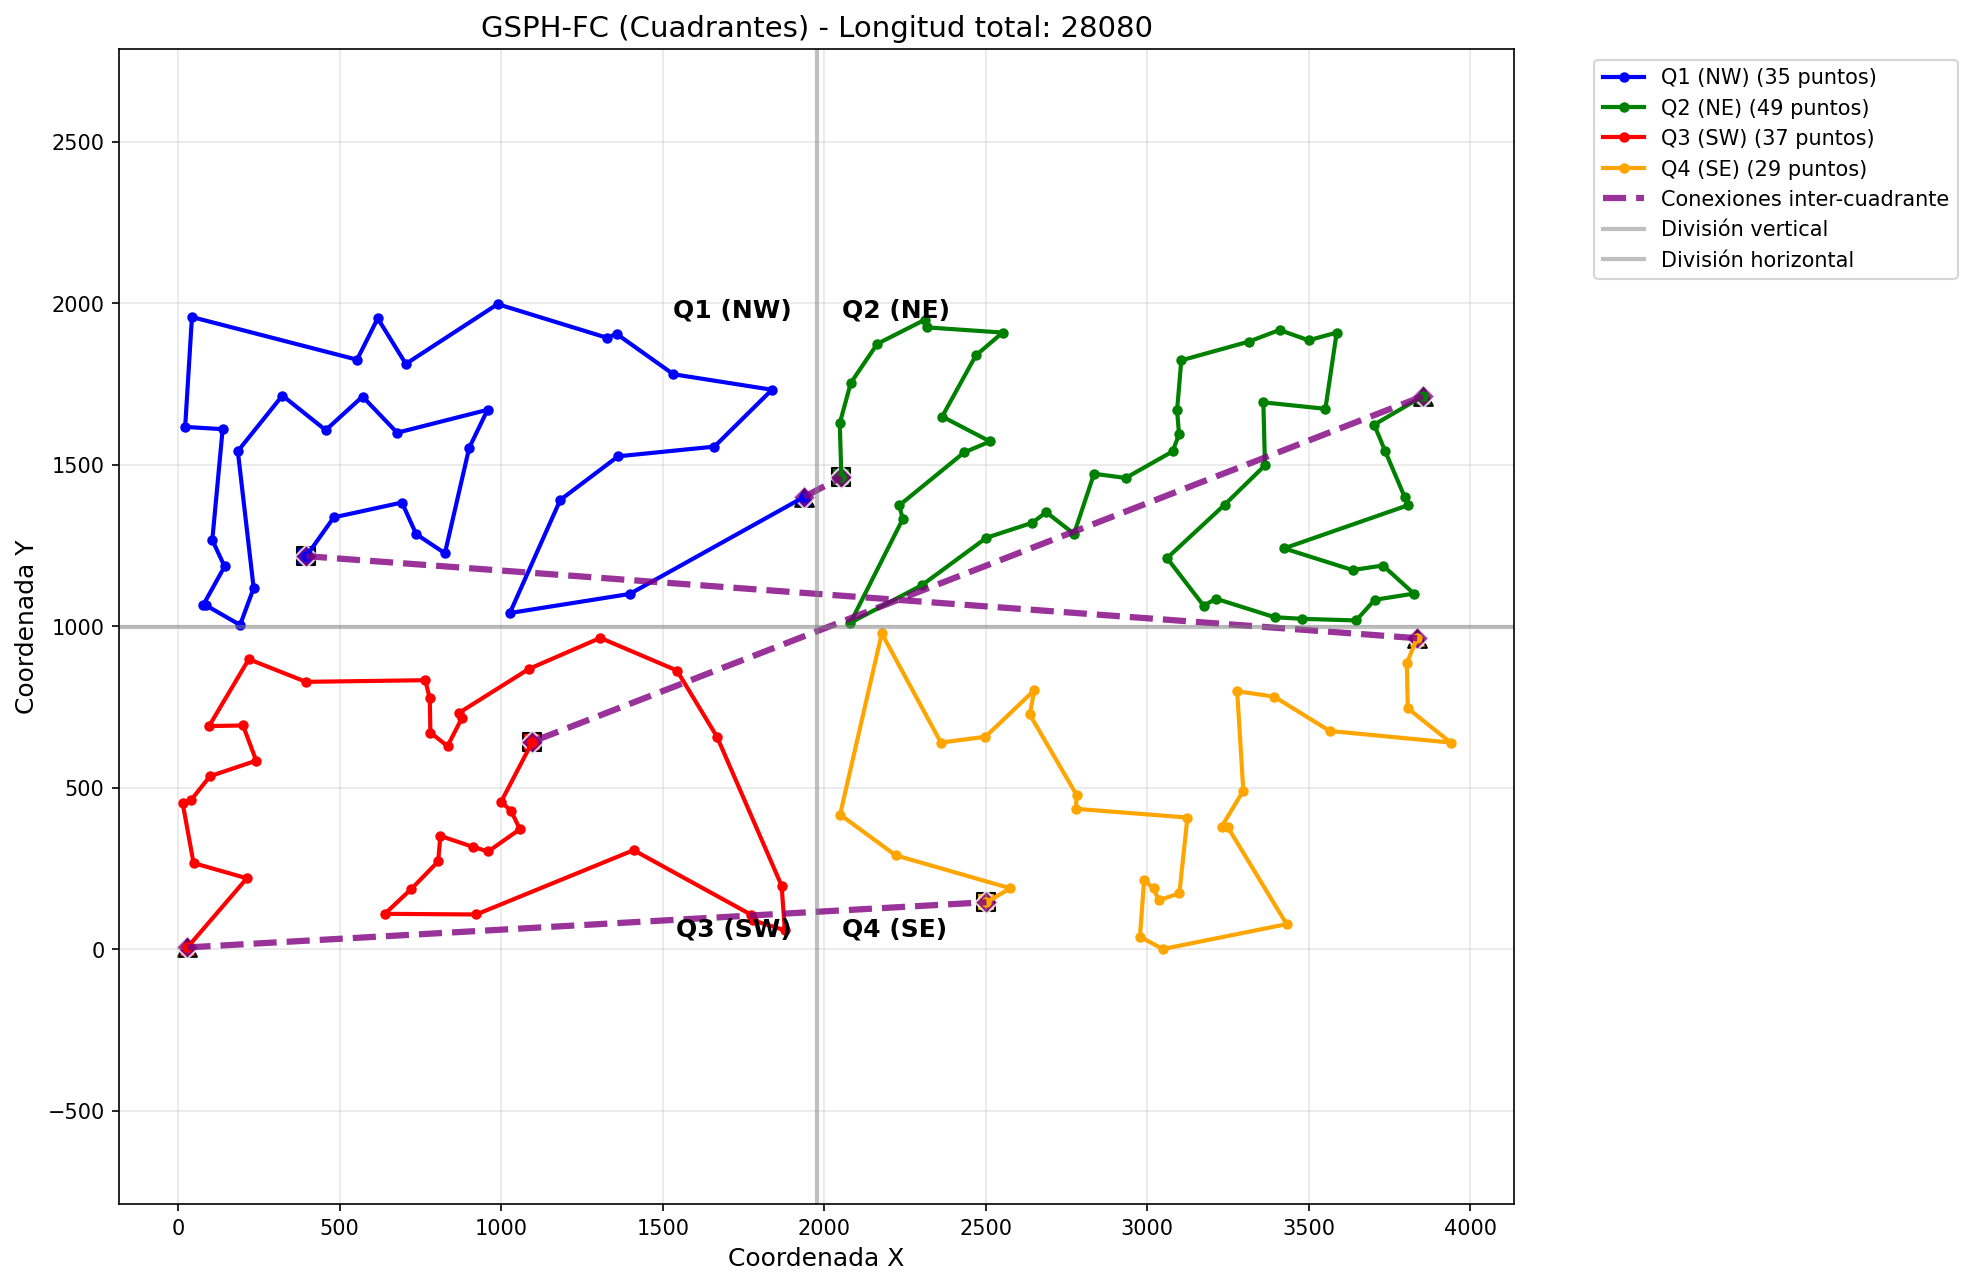 GSPH-FC (Cuadrantes) - Longitud total: 28080
Q1 (NW) (35 puntos)
Q2 (NE) (49 puntos)
Q3 (SW) (37 puntos)
Q4 (SE) (29 puntos)
Conexiones inter-cuadrante
División vertical
División horizontal
2500
2000
1500
1000
500
0
−500
Coordenada Y
Q1 (NW)
Q2 (NE)
Q3 (SW)
Q4 (SE)
0
500
1000
1500
2000
2500
3000
3500
4000
Coordenada X